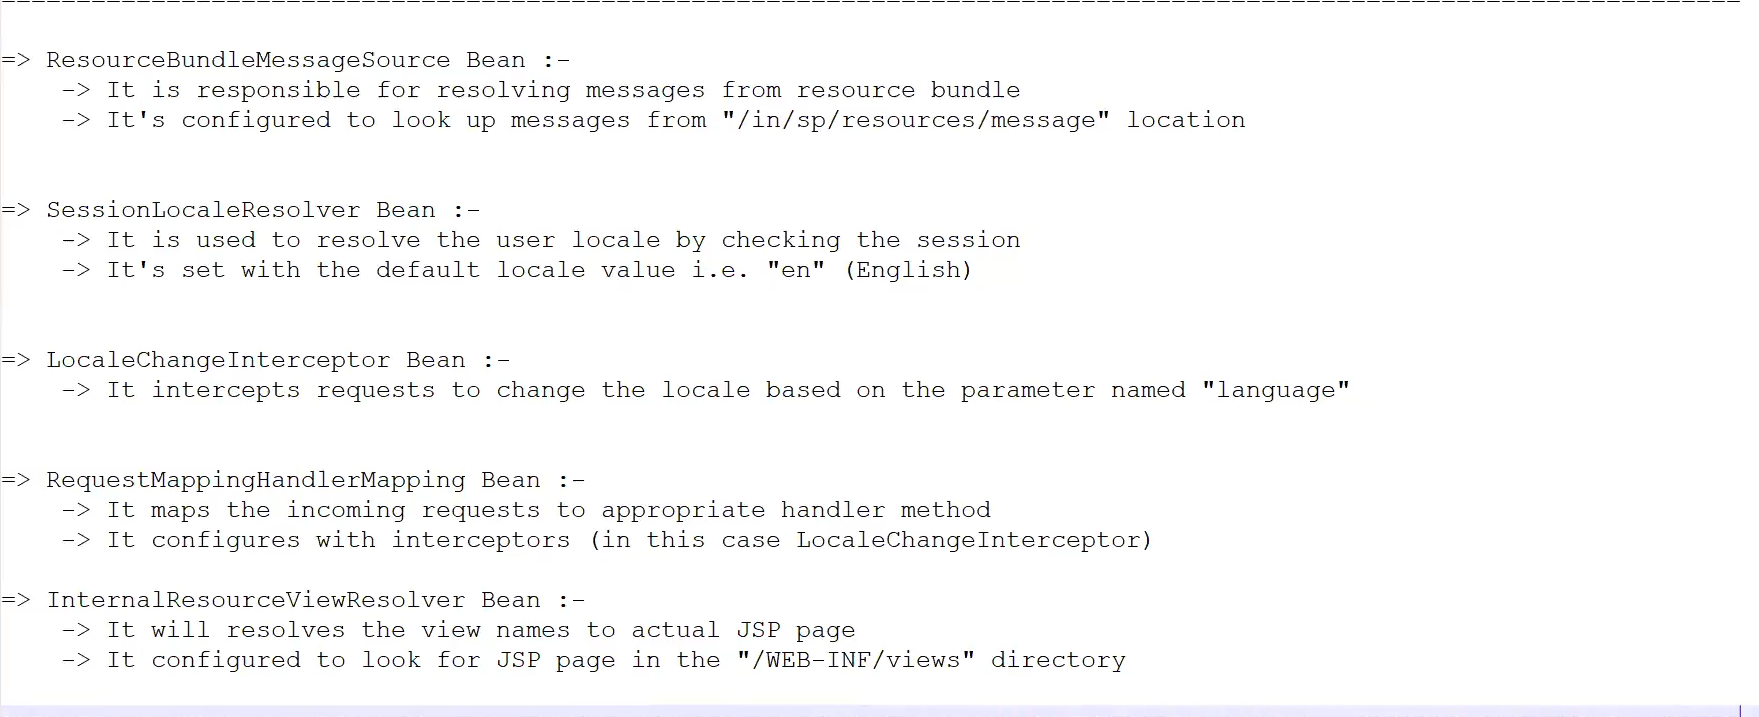 => ResourceBundleMessageSource Bean :-
-> It is responsible for resolving messages from resource bundle
-> It's configured to look up messages from "/in/sp/resources/message" location
=> SessionLocaleResolver Bean :-
-> It is used to resolve the user locale by checking the session
-> It's set with the default locale value i.e. "en" (English)
=> LocaleChangeInterceptor Bean :-
-> It intercepts requests to change the locale based on the parameter named "language"
=> RequestMappingHandlerMapping Bean :-
-> It maps the incoming requests to appropriate handler method
-> It configures with interceptors (in this case LocaleChangeInterceptor)
=> InternalResourceViewResolver Bean :-
-> It will resolves the view names to actual JSP page
-> It configured to look for JSP page in the "/WEB-INF/views" directory